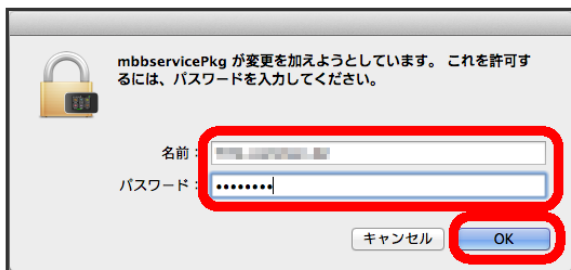 mbbservicePkg が変更を加えようとしています。 これを許可す
るには、パスワードを入力してください。
名前：
パスワード：••••••••
キャンセル
OK